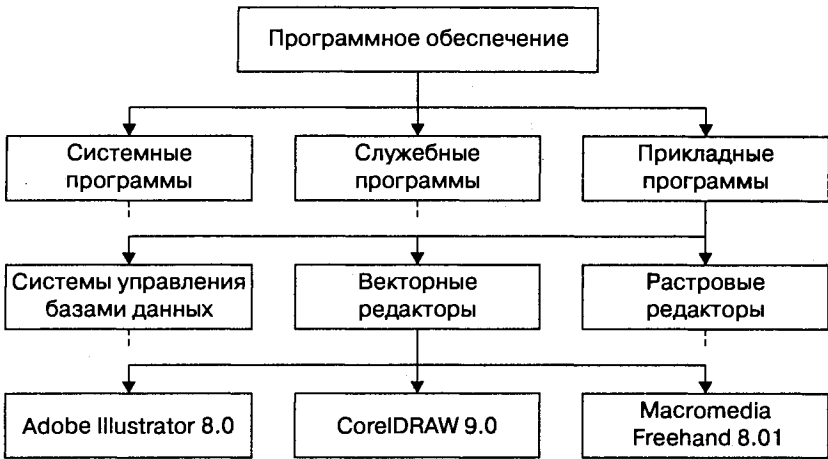 Программное обеспечение
Системные
программы
Служебные
программы
Прикладные
программы
Системы управления
базами данных
Векторные
редакторы
Растровые
редакторы
Adobe Illustrator 8.0
CorelDRAW 9.0
Macromedia
Freehand 8.01